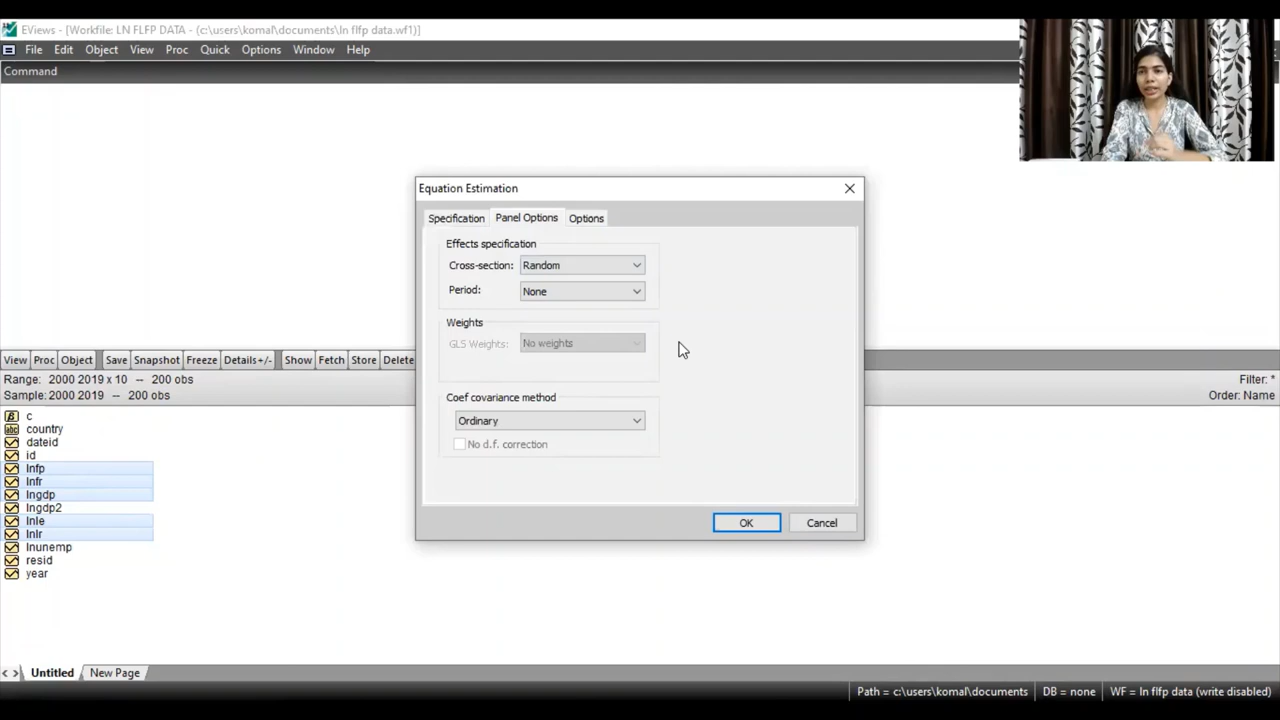 EViews - [Workfile: LN FLFP DATA - (c:\users\komal\documents\ln flfp data.wf1)]
File Edit Object View Proc Quick Options Window Help
Command
Equation Estimation
Specification Panel Options Options
Effects specification
Cross-section: Random
Period: None
Weights
GLS Weights: No weights
Coef covariance method
Ordinary
No d.f. correction
OK Cancel
View Proc Object Save Snapshot Freeze Details+/- Show Fetch Store Delete
Range: 2000 2019 x 10 -- 200 obs
Filter: *
Sample: 2000 2019 -- 200 obs
Order: Name
c
country
dateid
id
lnfp
lnfr
lngdp
lngdp2
lnle
lnlr
lnunemp
resid
year
Untitled New Page
Path = c:\users\komal\documents DB = none WF = ln flfp data (write disabled)